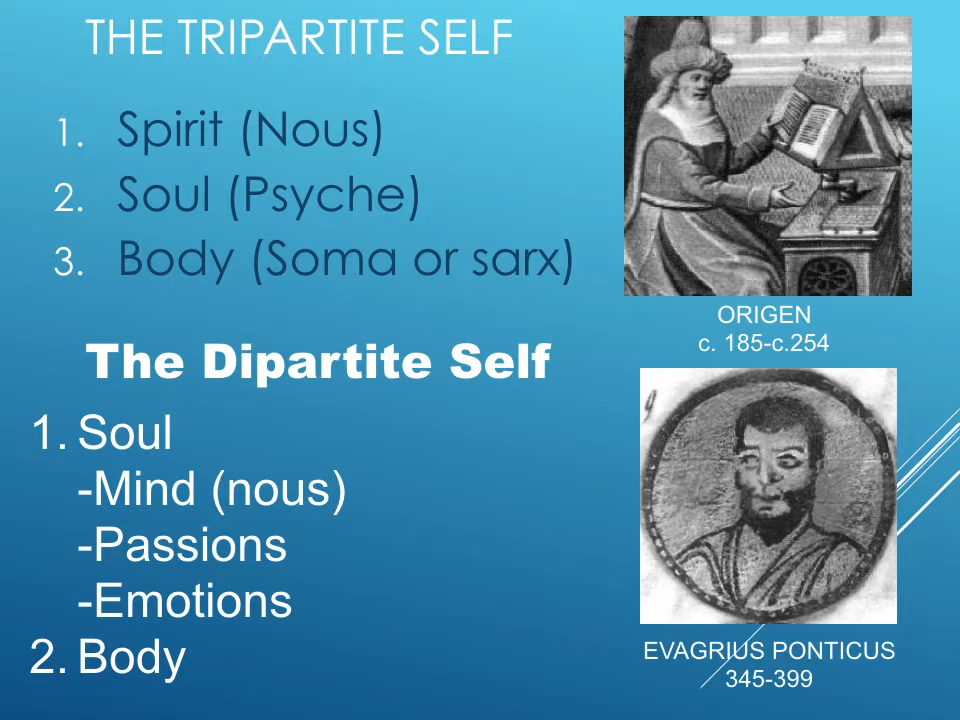 THE TRIPARTITE SELF
1. Spirit (Nous)
2. Soul (Psyche)
3. Body (Soma or sarx)
ORIGEN
c. 185-c.254
The Dipartite Self
1. Soul
-Mind (nous)
-Passions
-Emotions
2. Body
EVAGRIUS PONTICUS
345-399